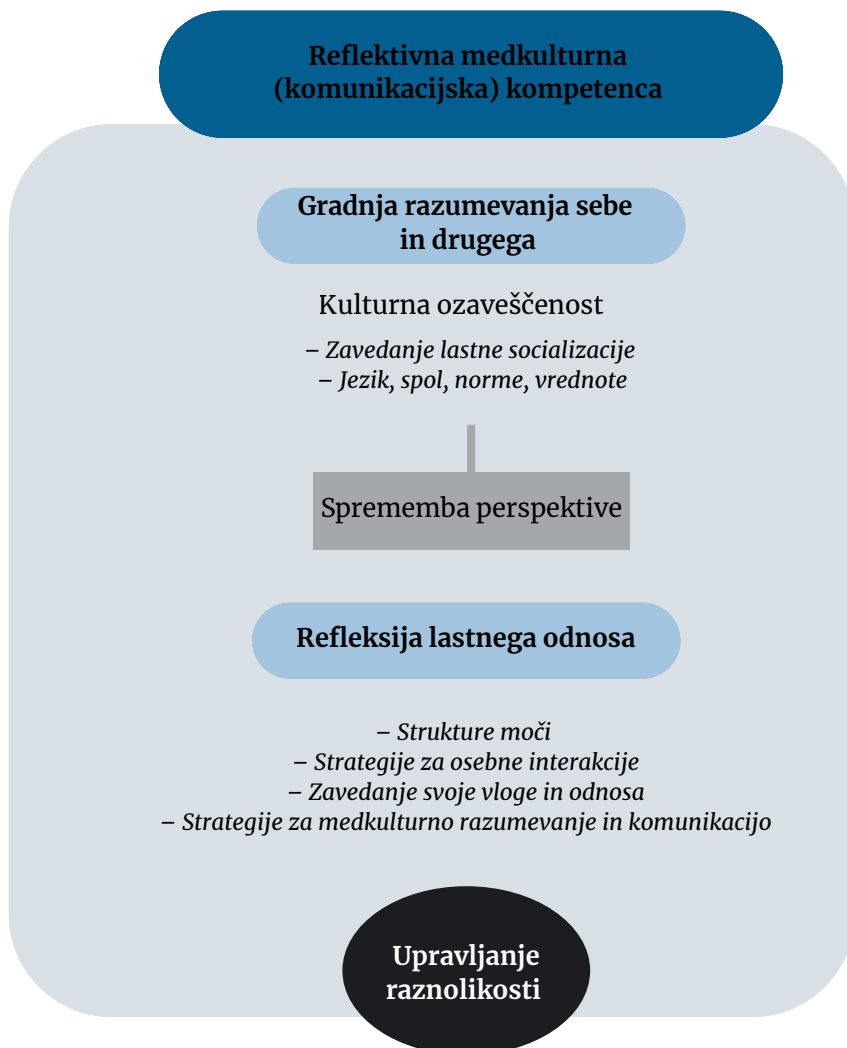 Reflektivna medkulturna
(komunikacijska) kompetenca
Gradnja razumevanja sebe
in drugega
Kulturna ozaveščenost
– Zavedanje lastne socializacije
– Jezik, spol, norme, vrednote
Sprememba perspektive
Refleksija lastnega odnosa
– Strukture moči
– Strategije za osebne interakcije
– Zavedanje svoje vloge in odnosa
– Strategije za medkulturno razumevanje in komunikacijo
Upravljanje
raznolikosti